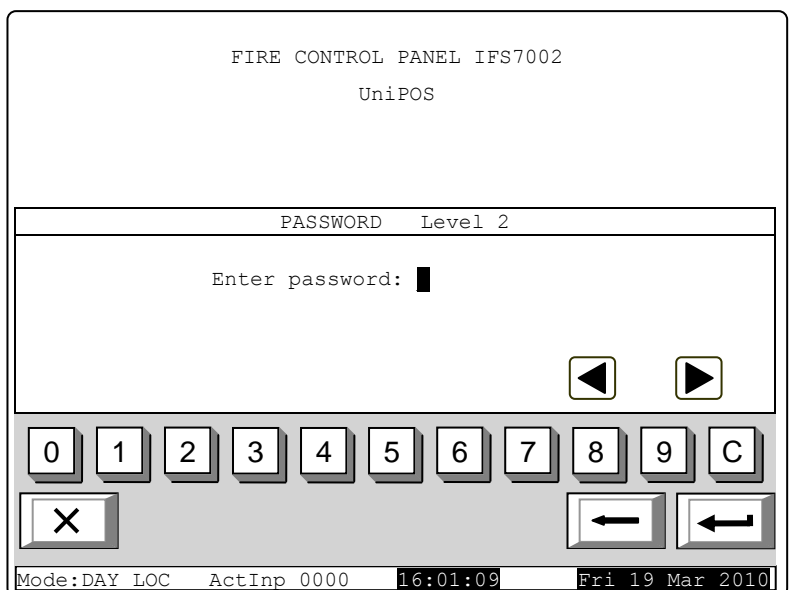 FIRE CONTROL PANEL IFS7002
UniPOS
PASSWORD Level 2
Enter password:
0 1 2 3 4 5 6 7 8 9 C
Mode:DAY LOC ActInp 0000 16:01:09 Fri 19 Mar 2010